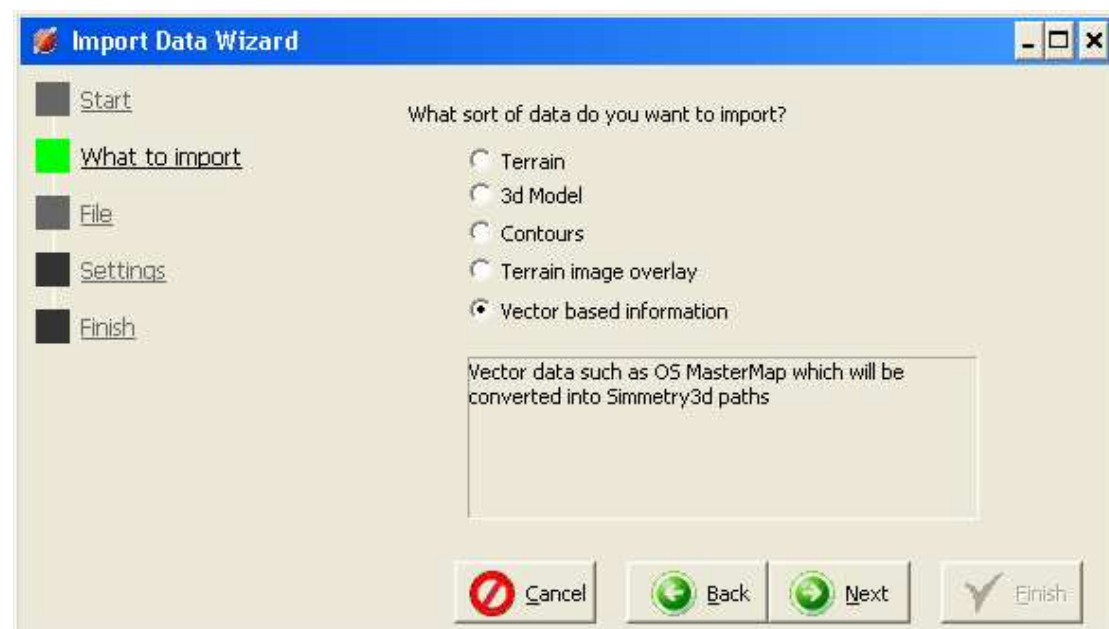 Import Data Wizard
Start
What to import
File
Settings
Finish
What sort of data do you want to import?
Terrain
3d Model
Contours
Terrain image overlay
Vector based information
Vector data such as OS MasterMap which will be
converted into Simmetry3d paths
Cancel
Back
Next
Finish